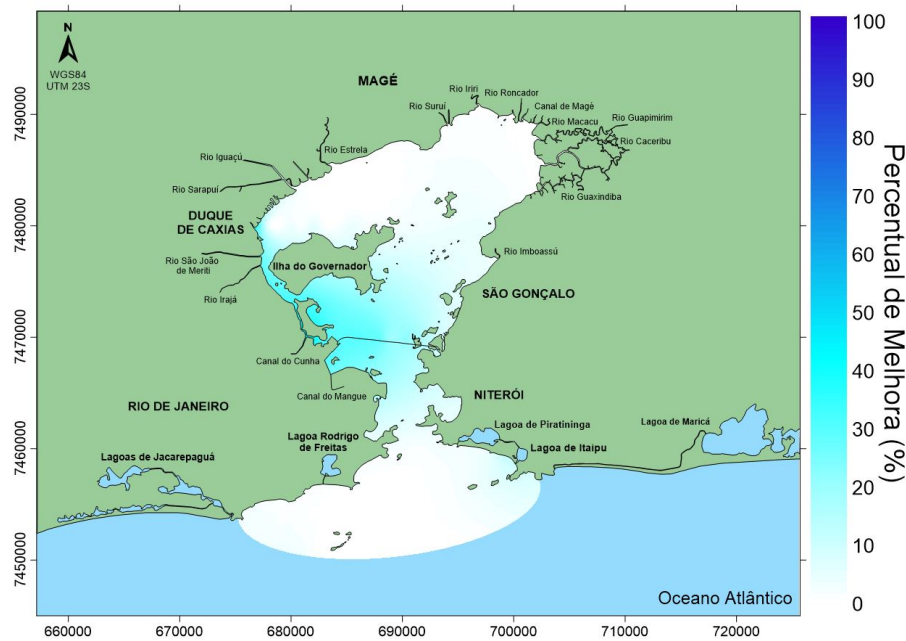 N
WGS84
UTM 23S
MAGÉ
Rio Iriri
Rio Roncador
Rio Suruí
Canal de Magé
Rio Macacu
Rio Guapimirim
Rio Caceribu
Rio Estrela
Rio Iguaçú
Rio Sarapuí
Rio Guaxindiba
DUQUE
DE CAXIAS
Rio Imboassú
Rio São João
de Meriti
Ilha do Governador
Rio Irajá
SÃO GONÇALO
Canal do Cunha
Canal do Mangue
NITERÓI
RIO DE JANEIRO
Lagoa de Piratininga
Lagoa de Maricá
Lagoa Rodrigo
de Freitas
Lagoa de Itaipu
Lagoas de Jacarepaguá
Oceano Atlântico
7490000
7480000
7470000
7460000
7450000
660000
670000
680000
690000
700000
710000
720000
100
90
80
70
60
50
40
30
20
10
0
Percentual de Melhora (%)